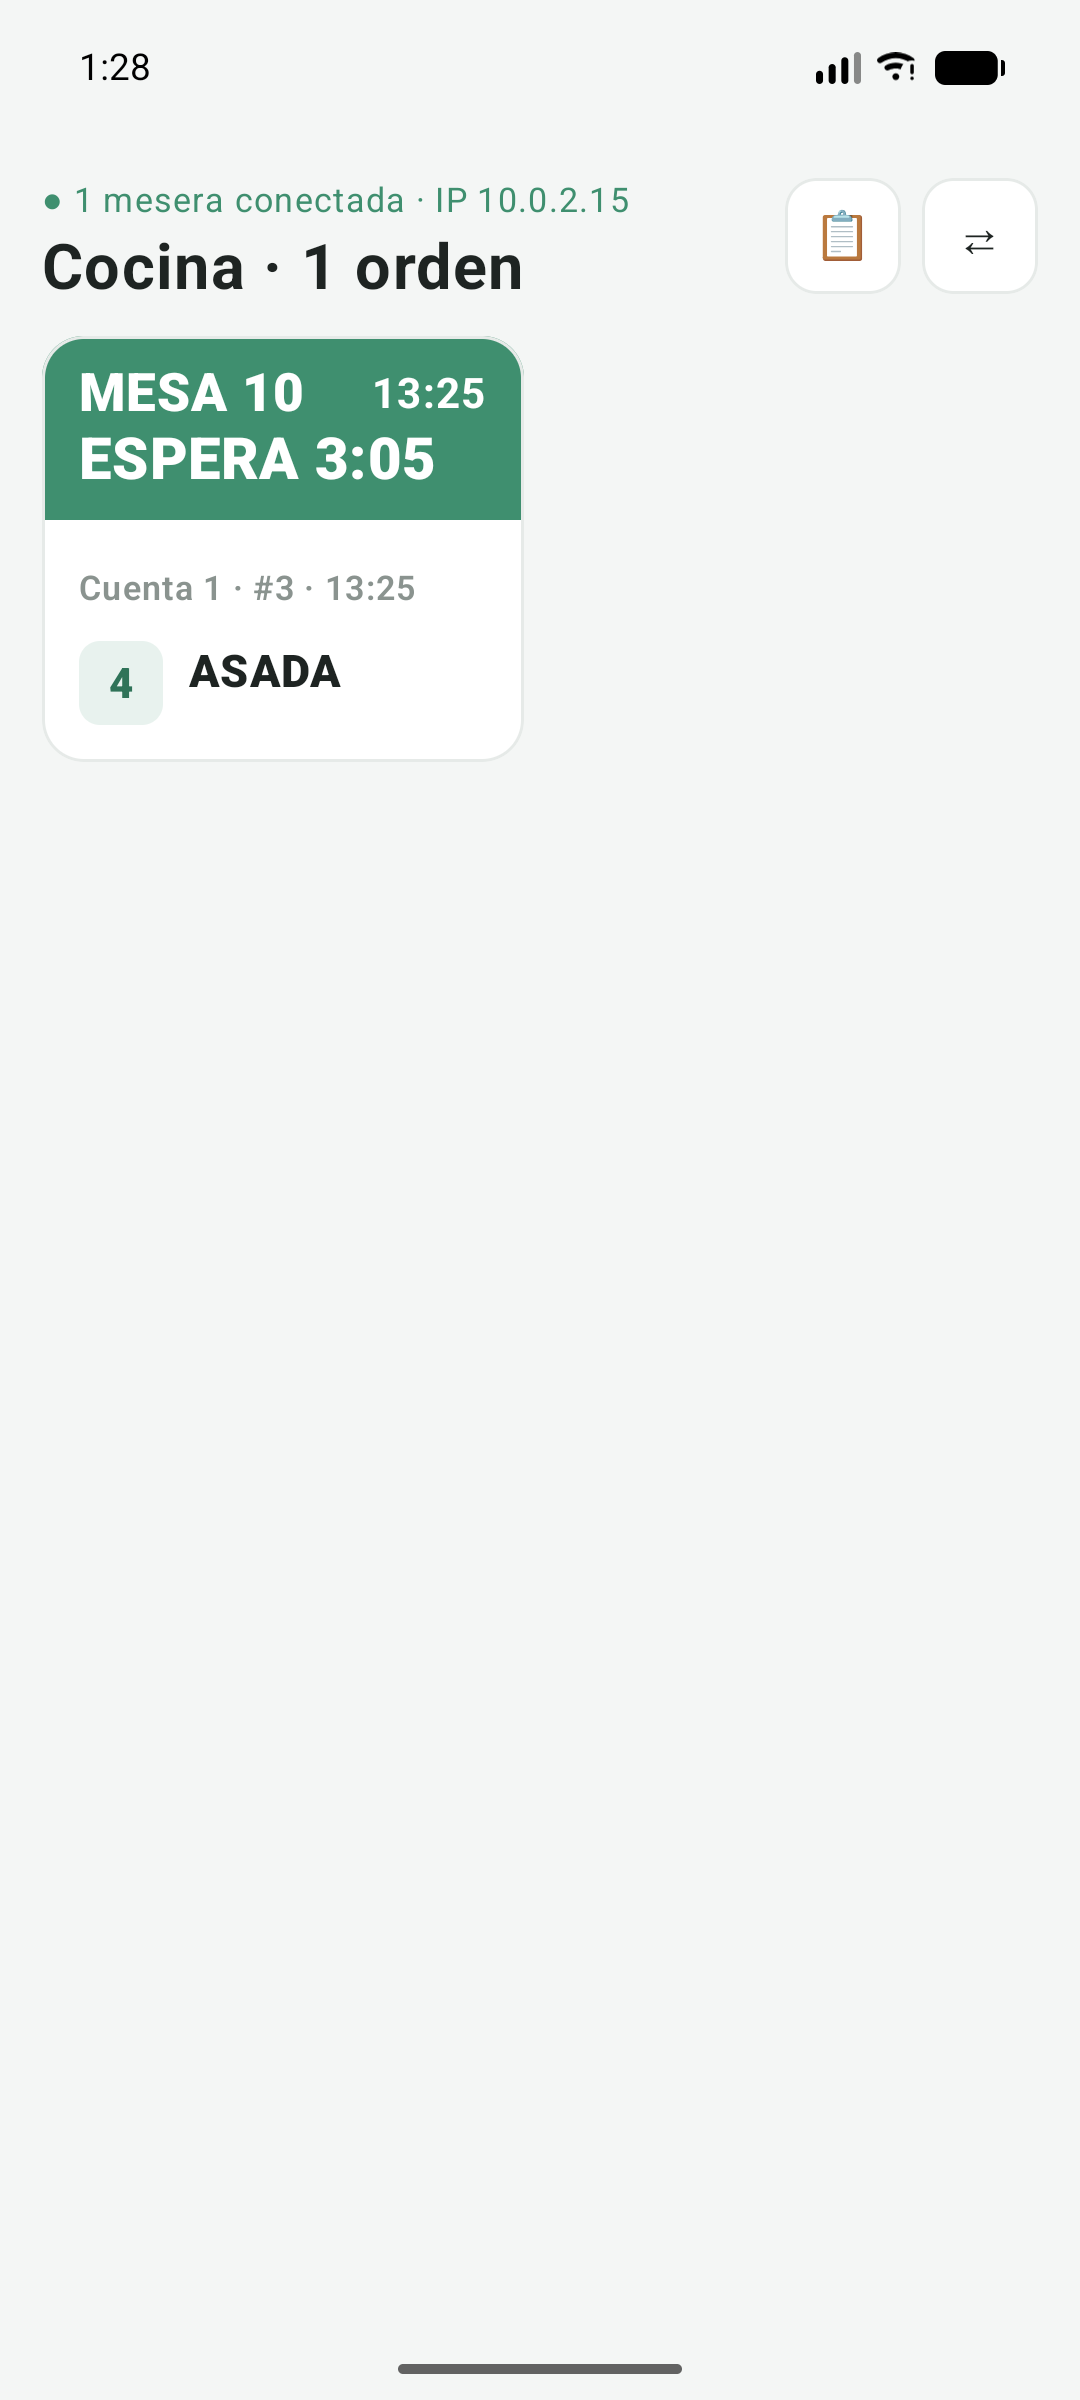 1:28
● 1 mesera conectada · IP 10.0.2.15
Cocina · 1 orden
MESA 10 13:25
ESPERA 3:05
Cuenta 1 · #3 · 13:25
4 ASADA